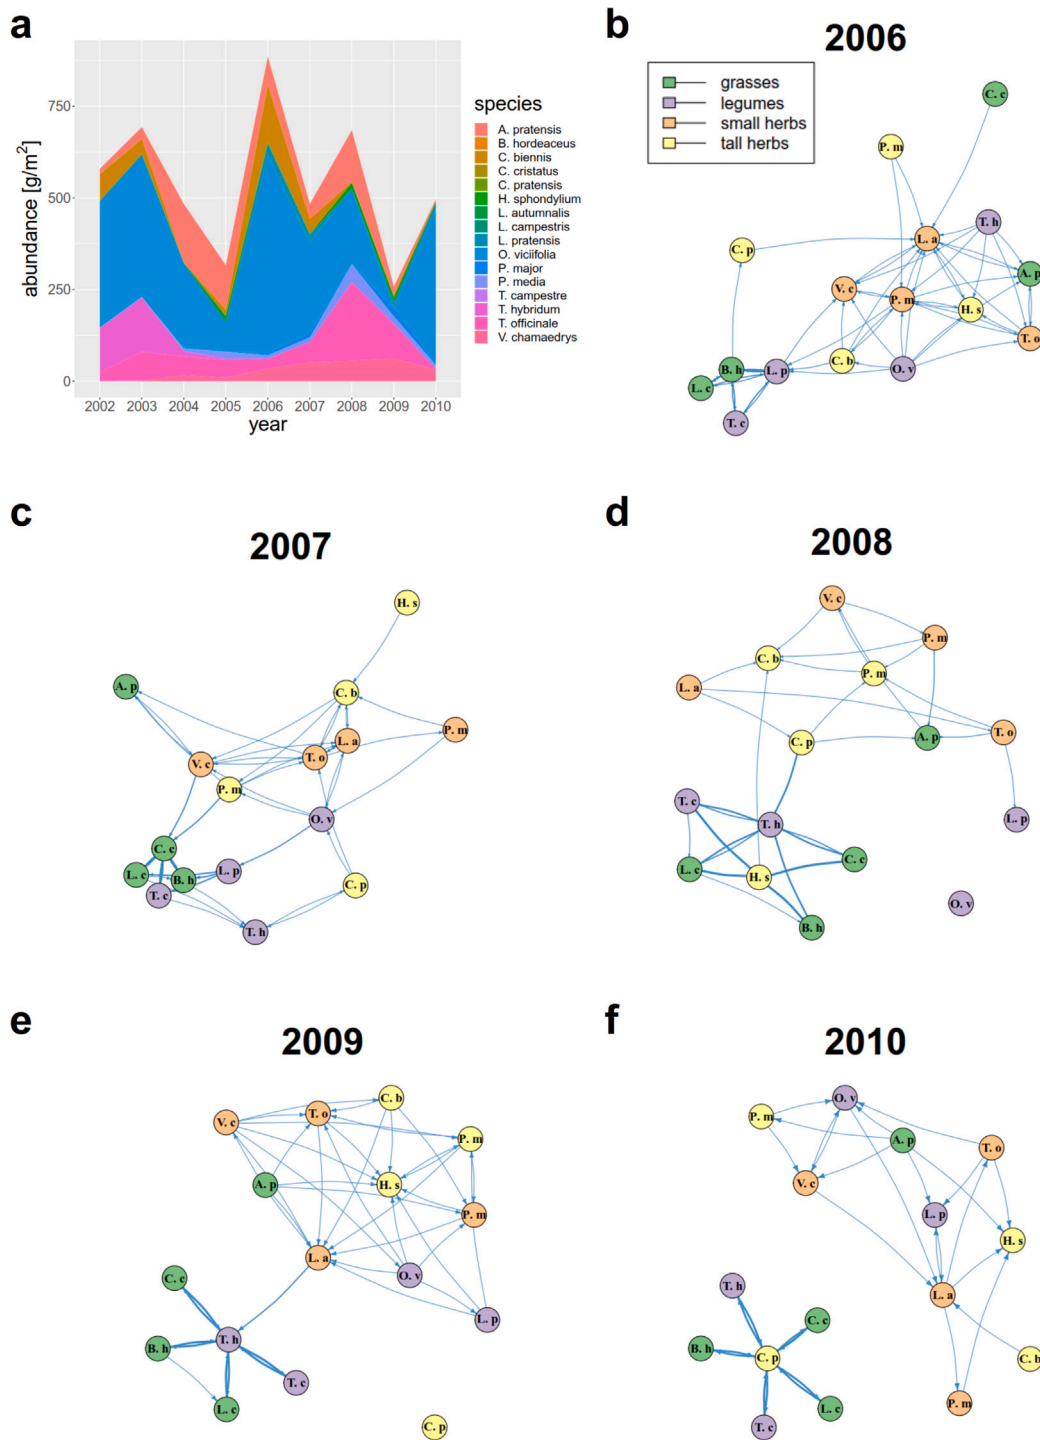 a
abundance [g/m²]
750
500
250
0
2002 2003 2004 2005 2006 2007 2008 2009 2010
year
species
A. pratensis
B. hordeaceus
C. biennis
C. cristatus
C. pratensis
H. sphondylium
L. autumnalis
L. campestris
L. pratensis
O. viciifolia
P. major
P. media
T. campestre
T. hybridum
T. officinale
V. chamaedrys
b
2006
grasses
legumes
small herbs
tall herbs
C. c
P. m
T. h
L. a
C. p
A. p
V. c
P. m
H. s
T. o
C. b
O. v
B. h
L. p
L. c
T. c
c
2007
H. s
A. p
C. b
P. m
L. a
T. o
V. c
P. m
O. v
C. c
L. p
L. c
B. h
T. c
C. p
T. h
d
2008
V. c
P. m
C. b
P. m
L. a
T. o
C. p
A. p
T. c
L. p
T. h
C. c
L. c
H. s
O. v
B. h
e
2009
C. b
T. o
V. c
P. m
A. p
H. s
P. m
L. a
O. v
C. c
L. p
T. h
B. h
T. c
L. c
C. p
f
2010
O. v
P. m
A. p
T. o
V. c
L. p
H. s
T. h
L. a
C. c
B. h
C. p
C. b
L. c
P. m
T. c